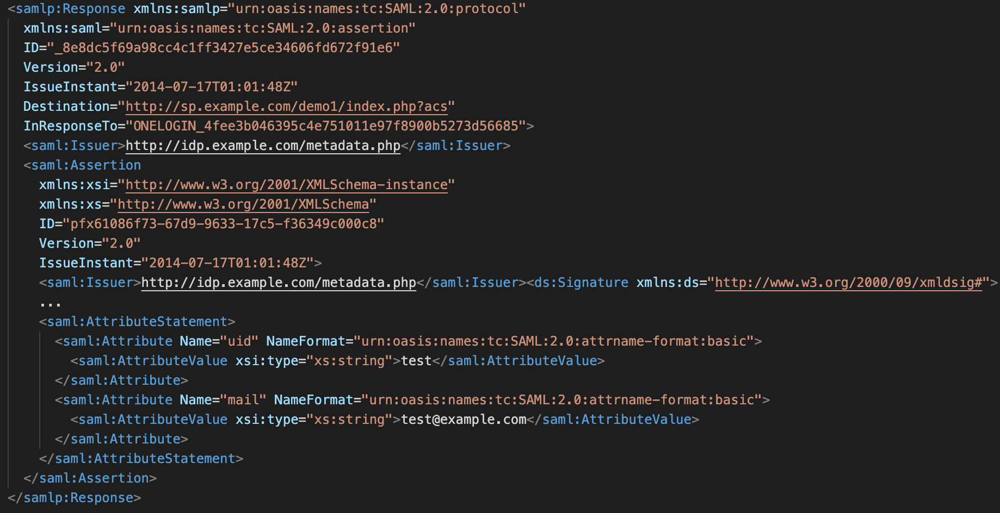 <samlp:Response xmlns:samlp="urn:oasis:names:tc:SAML:2.0:protocol"
  xmlns:saml="urn:oasis:names:tc:SAML:2.0:assertion"
  ID="_8e8dc5f69a98cc4c1ff3427e5ce34606fd672f91e6"
  Version="2.0"
  IssueInstant="2014-07-17T01:01:48Z"
  Destination="http://sp.example.com/demo1/index.php?acs"
  InResponseTo="ONELOGIN_4fee3b046395c4e751011e97f8900b5273d56685">
  <saml:Issuer>http://idp.example.com/metadata.php</saml:Issuer>
  <saml:Assertion
    xmlns:xsi="http://www.w3.org/2001/XMLSchema-instance"
    xmlns:xs="http://www.w3.org/2001/XMLSchema"
    ID="pfx61086f73-67d9-9633-17c5-f36349c000c8"
    Version="2.0"
    IssueInstant="2014-07-17T01:01:48Z">
    <saml:Issuer>http://idp.example.com/metadata.php</saml:Issuer><ds:Signature xmlns:ds="http://www.w3.org/2000/09/xmldsig#">
    ...
    <saml:AttributeStatement>
      <saml:Attribute Name="uid" NameFormat="urn:oasis:names:tc:SAML:2.0:attrname-format:basic">
        <saml:AttributeValue xsi:type="xs:string">test</saml:AttributeValue>
      </saml:Attribute>
      <saml:Attribute Name="mail" NameFormat="urn:oasis:names:tc:SAML:2.0:attrname-format:basic">
        <saml:AttributeValue xsi:type="xs:string">test@example.com</saml:AttributeValue>
      </saml:Attribute>
    </saml:AttributeStatement>
  </saml:Assertion>
</samlp:Response>